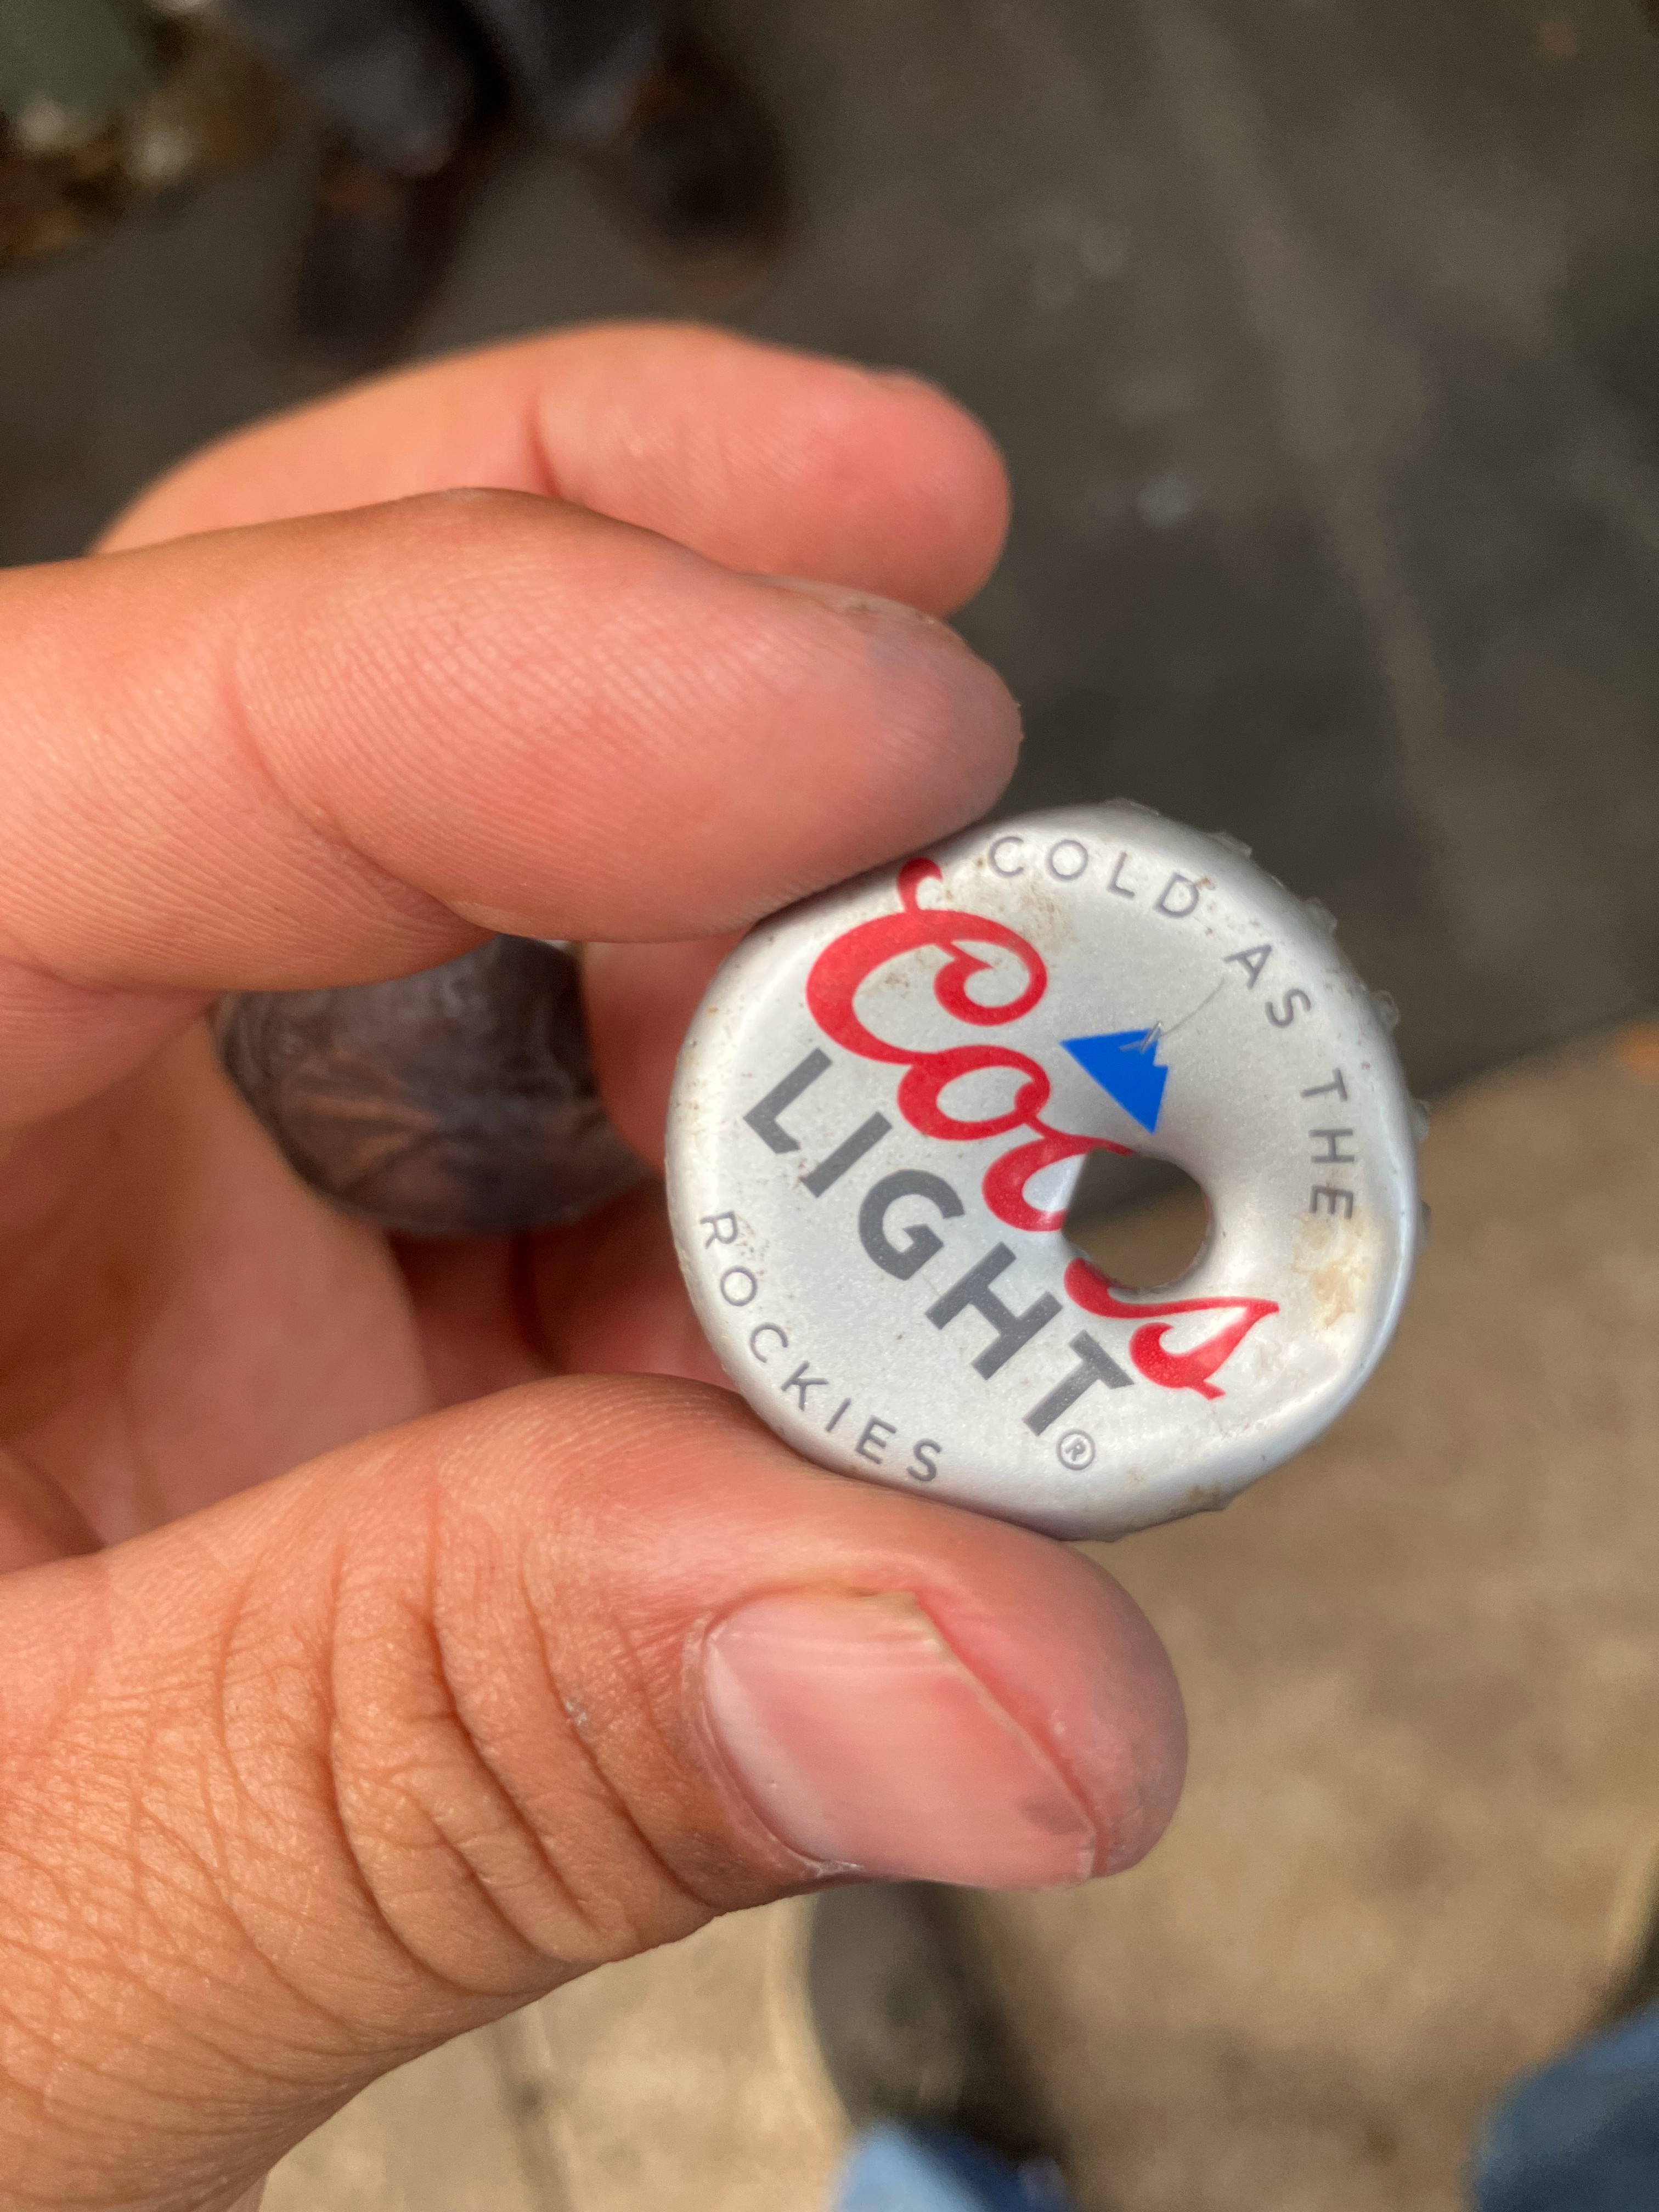 COLD AS THE
Coors
LIGHT®
ROCKIES